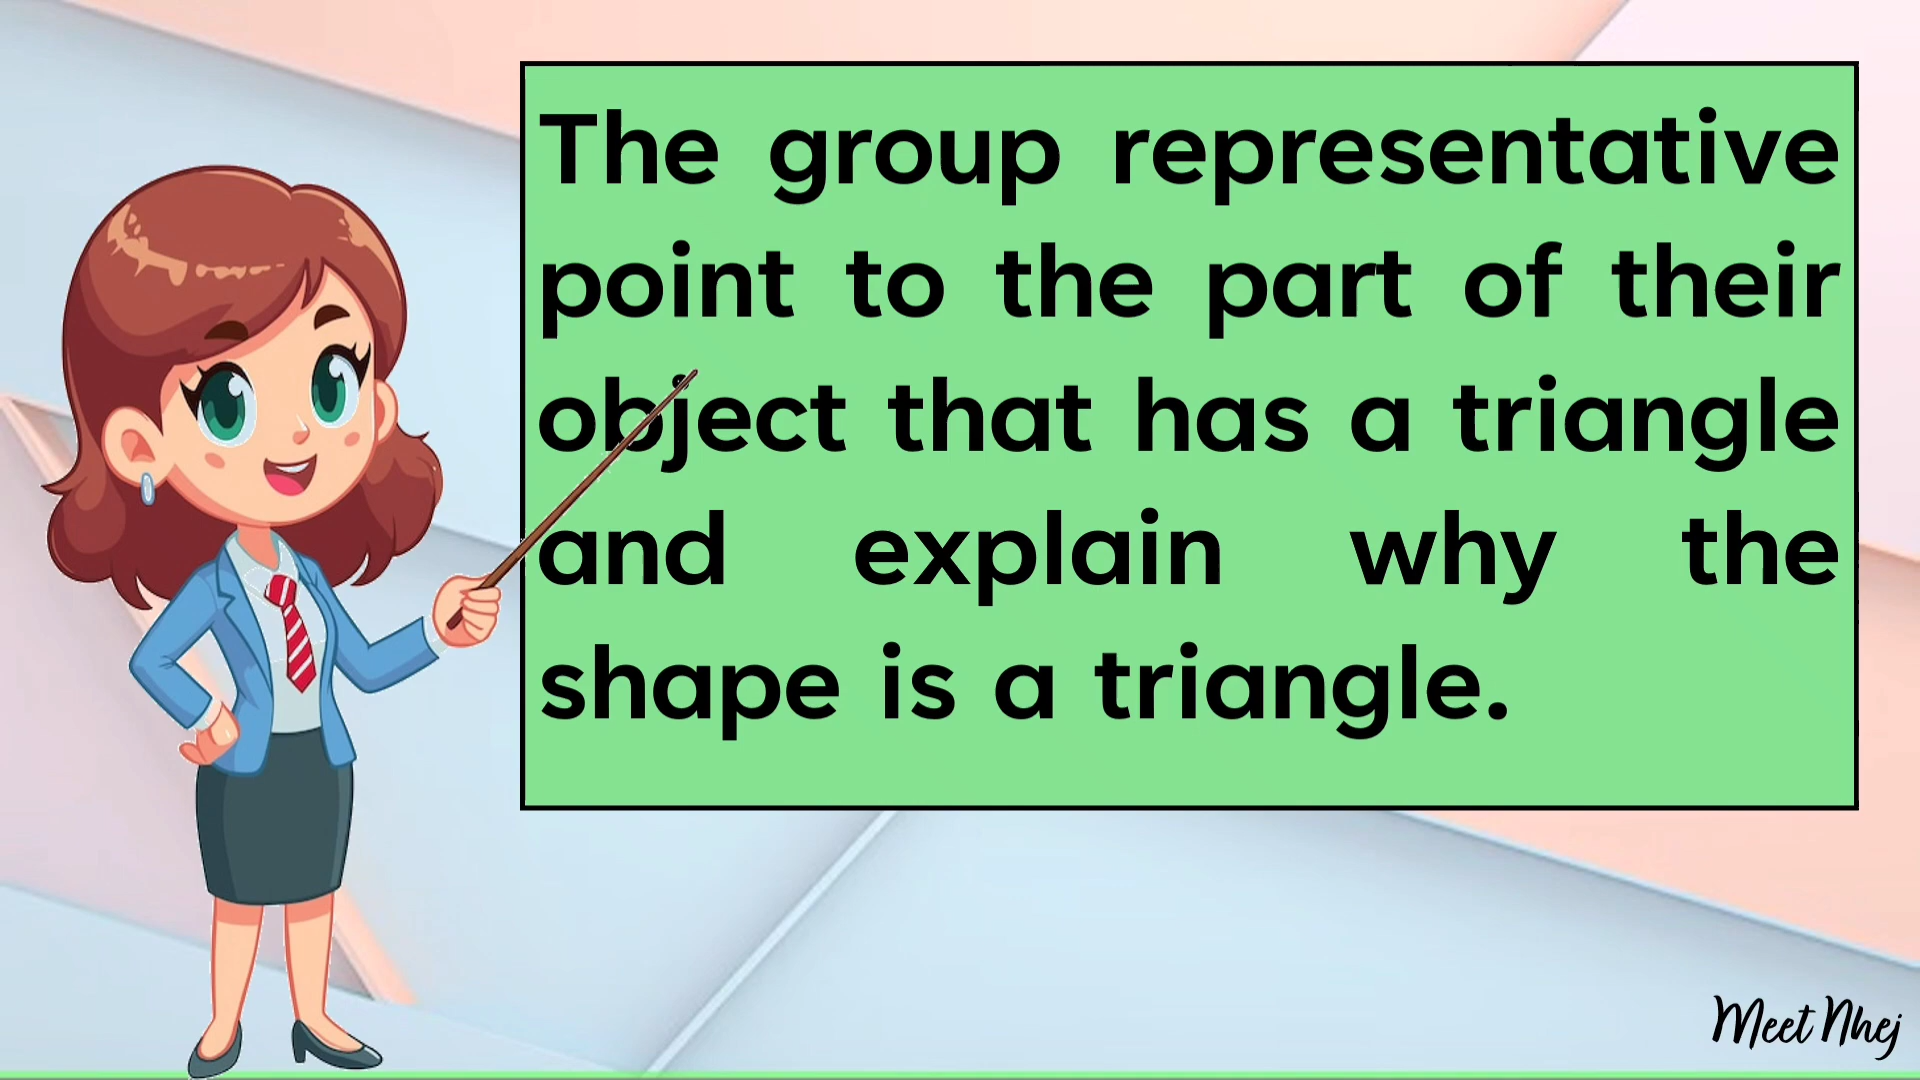 The group representative
point to the part of their
object that has a triangle
and explain why the
shape is a triangle.
Meet Nhej